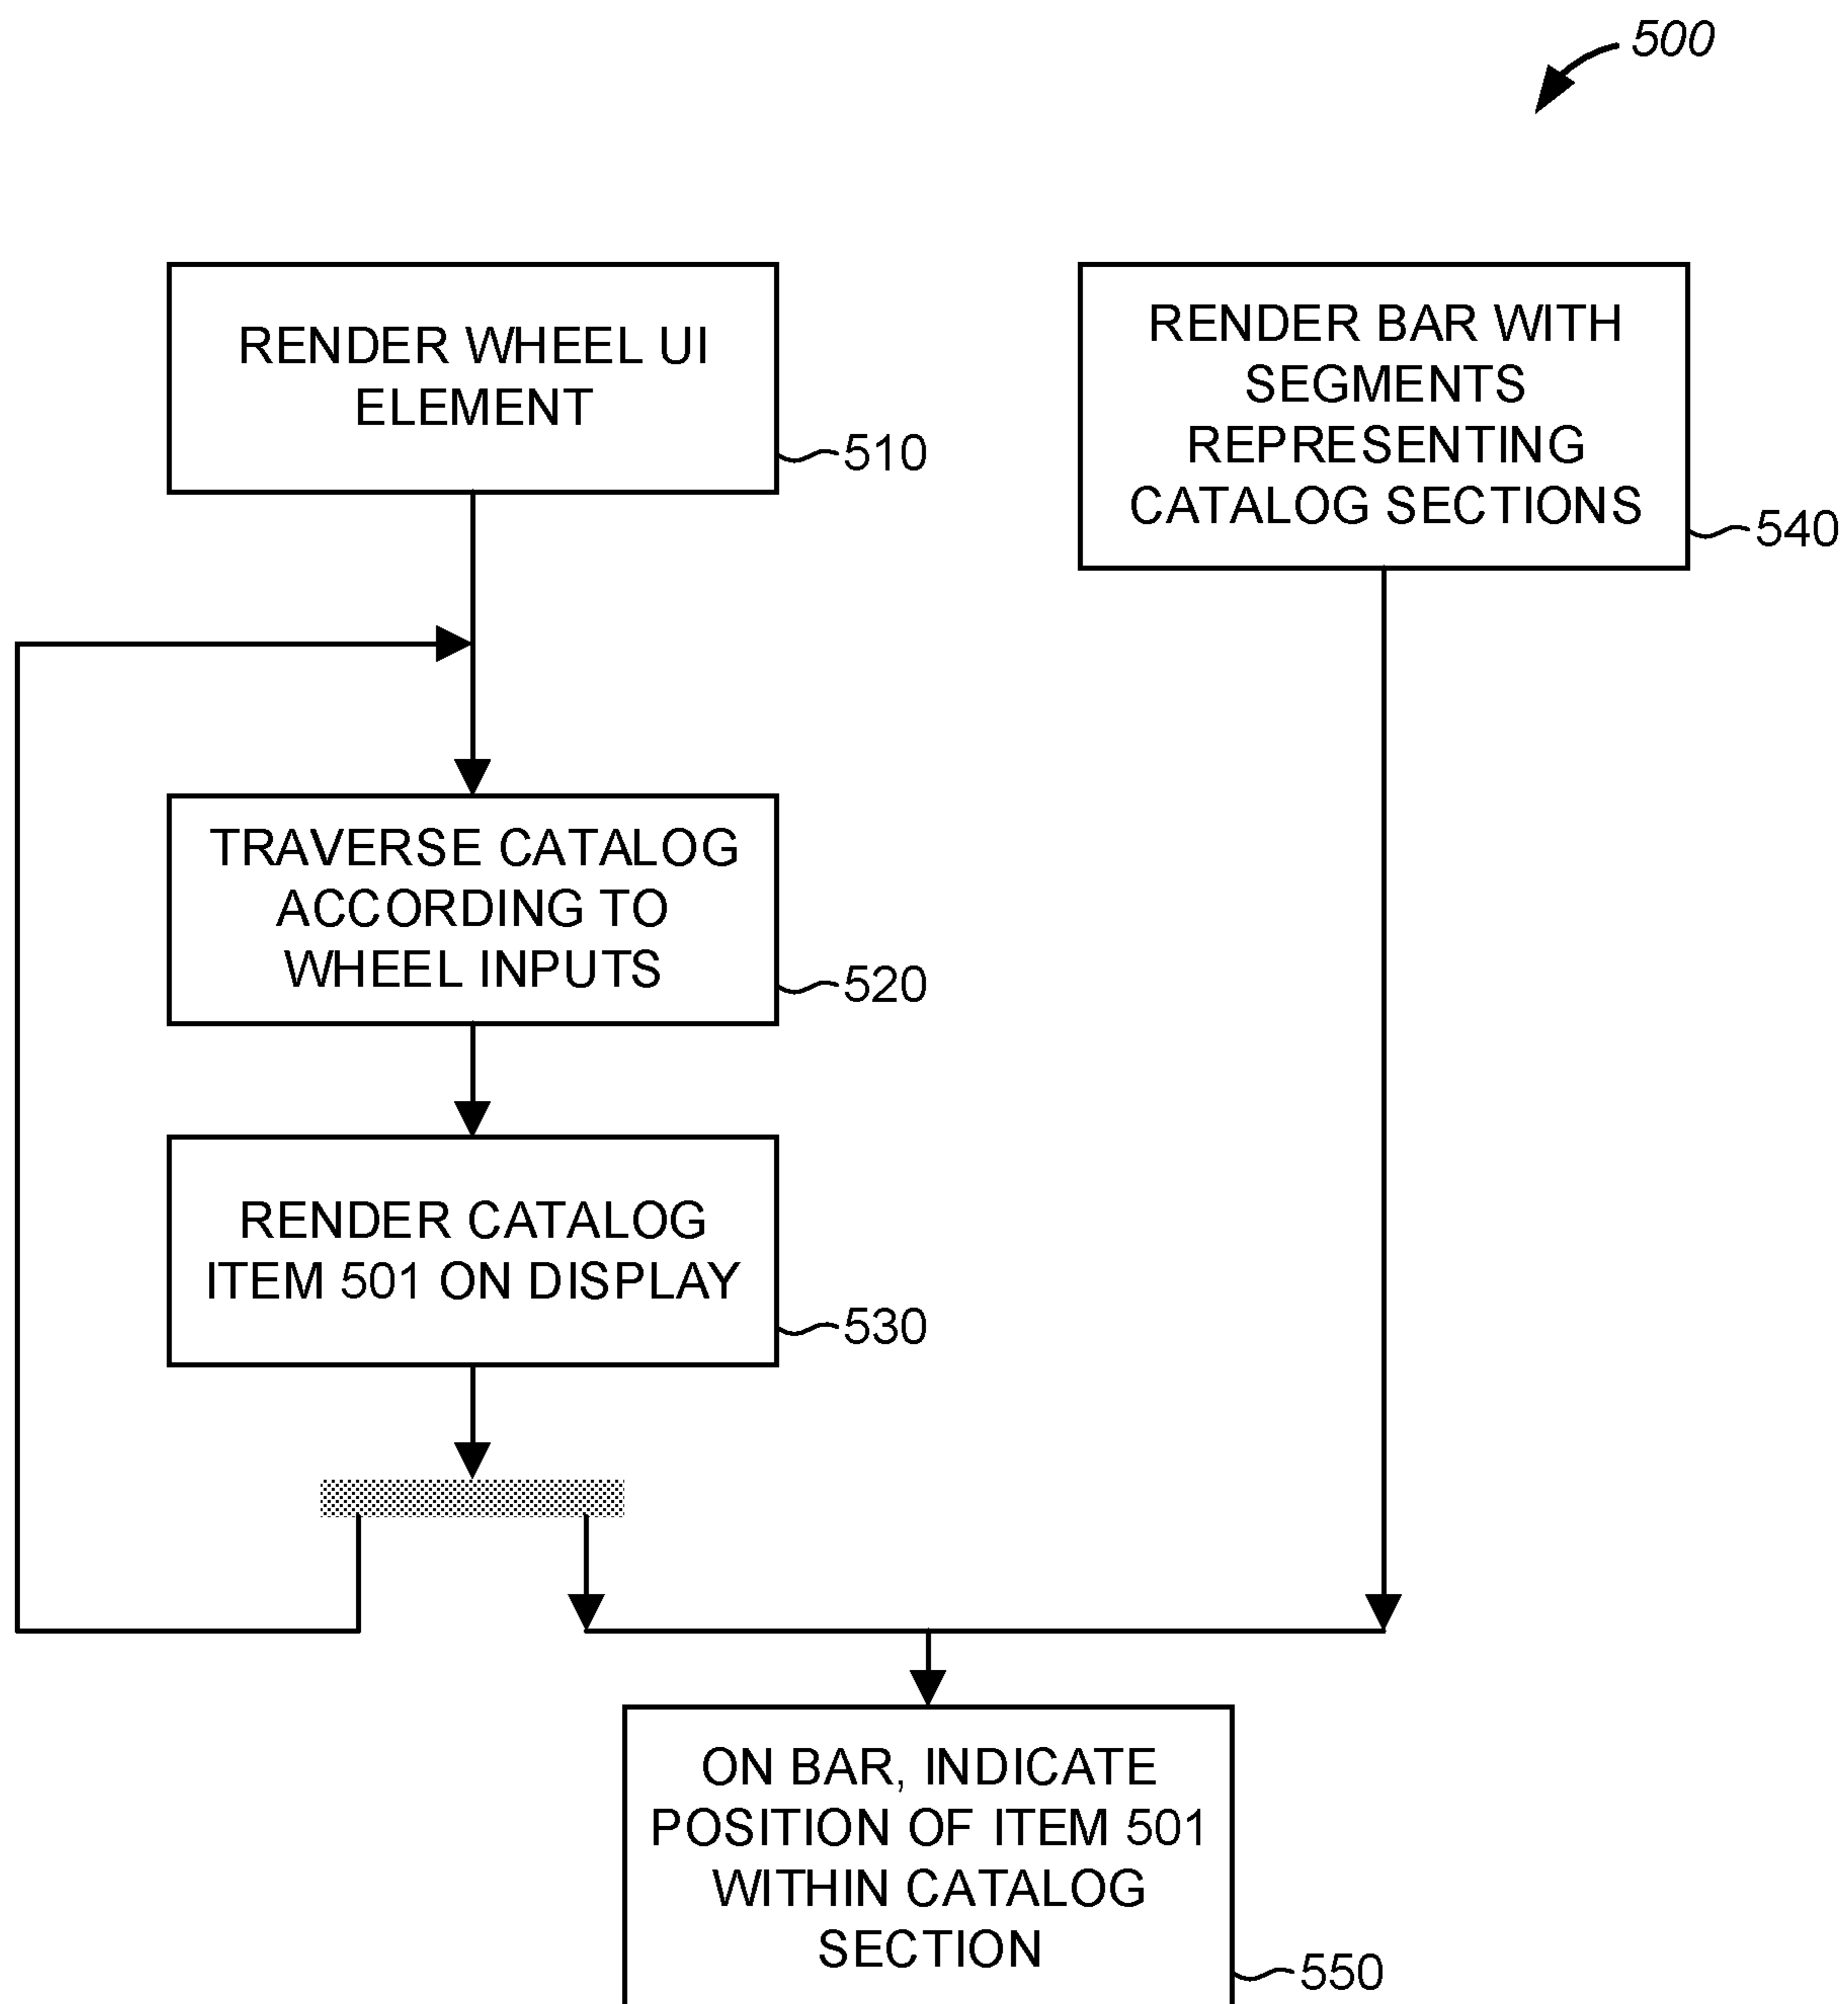 500
RENDER WHEEL UI
ELEMENT
510
RENDER BAR WITH
SEGMENTS
REPRESENTING
CATALOG SECTIONS
540
TRAVERSE CATALOG
ACCORDING TO
WHEEL INPUTS
520
RENDER CATALOG
ITEM 501 ON DISPLAY
530
ON BAR, INDICATE
POSITION OF ITEM 501
WITHIN CATALOG
SECTION
550